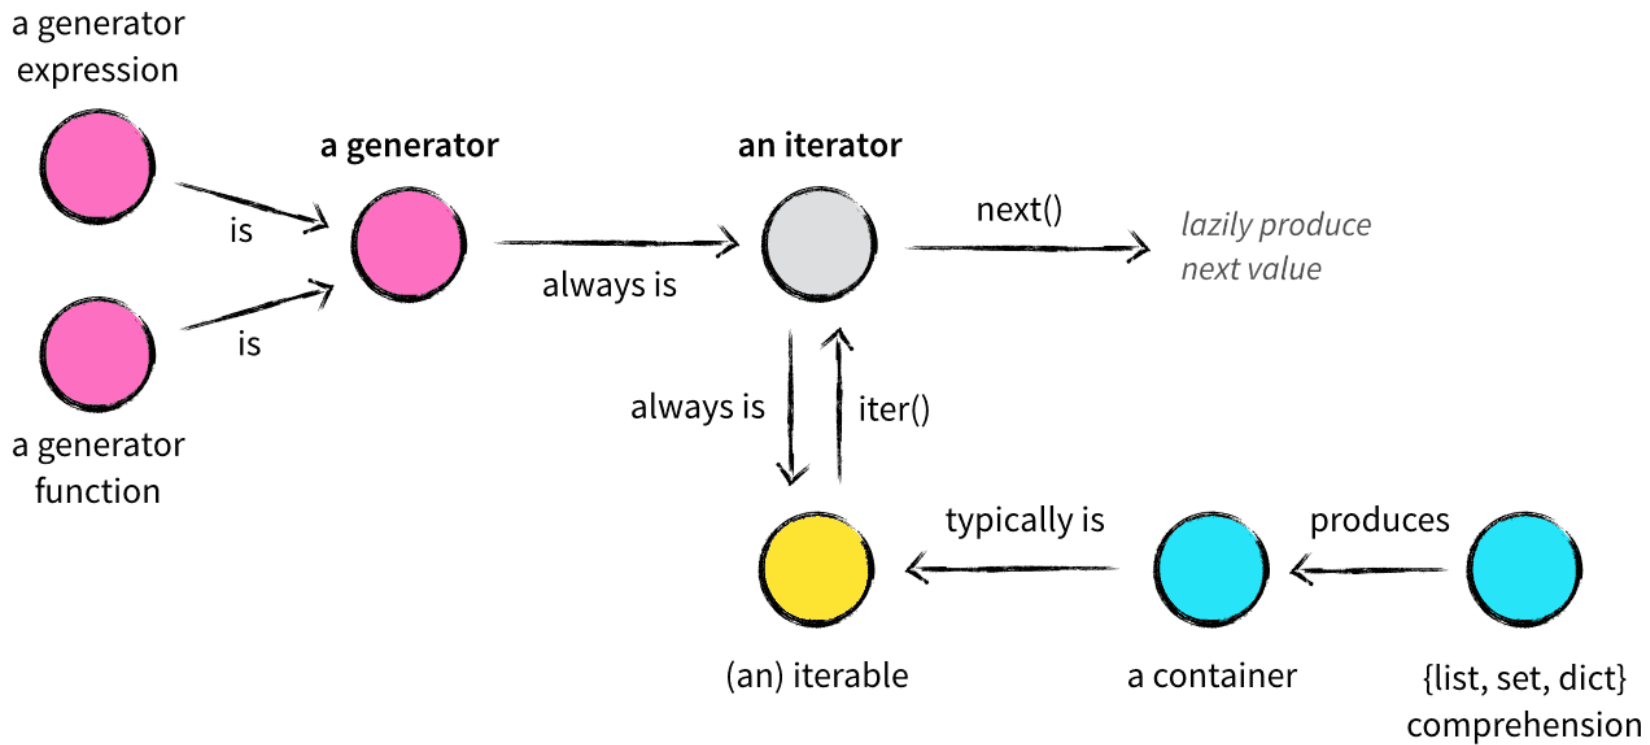 a generator
expression
is
a generator
is
a generator
function
always is
an iterator
next()
lazily produce
next value
always is
iter()
(an) iterable
typically is
a container
produces
{list, set, dict}
comprehension